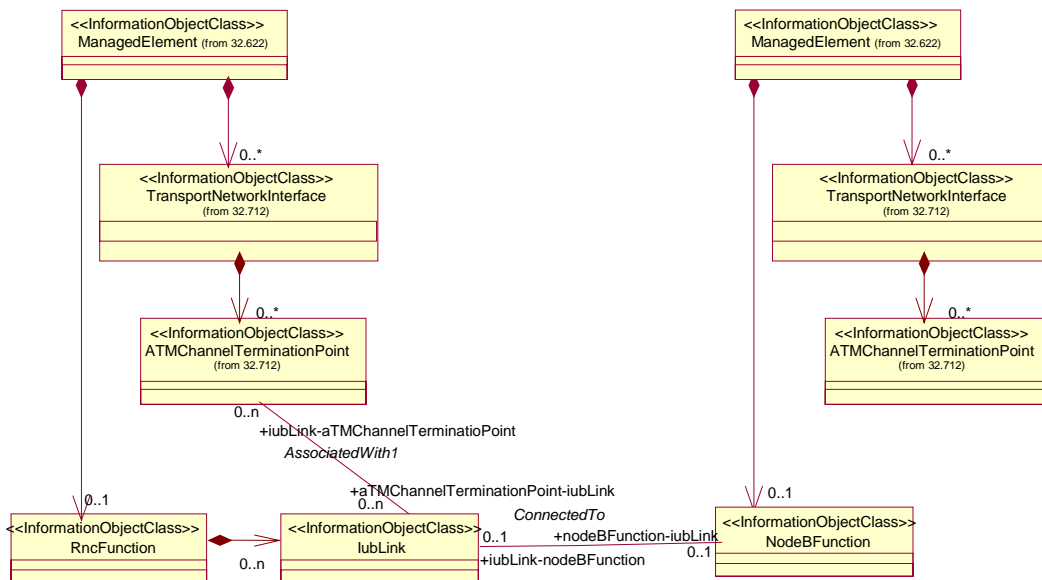 <<InformationObjectClass>>
ManagedElement (from 32.622)
<<InformationObjectClass>>
ManagedElement (from 32.622)
0..*
0..*
<<InformationObjectClass>>
TransportNetworkInterface
(from 32.712)
<<InformationObjectClass>>
TransportNetworkInterface
(from 32.712)
0..*
0..*
<<InformationObjectClass>>
ATMChannelTerminationPoint
(from 32.712)
<<InformationObjectClass>>
ATMChannelTerminationPoint
(from 32.712)
0..n
+iubLink-aTMChannelTerminatioPoint
AssociatedWith1
+aTMChannelTerminationPoint-iubLink
0..n
0..1
0..1
ConnectedTo
<<InformationObjectClass>>
RncFunction
0..n
<<InformationObjectClass>>
IubLink
0..1
+nodeBFunction-iubLink
0..1
+iubLink-nodeBFunction
<<InformationObjectClass>>
NodeBFunction